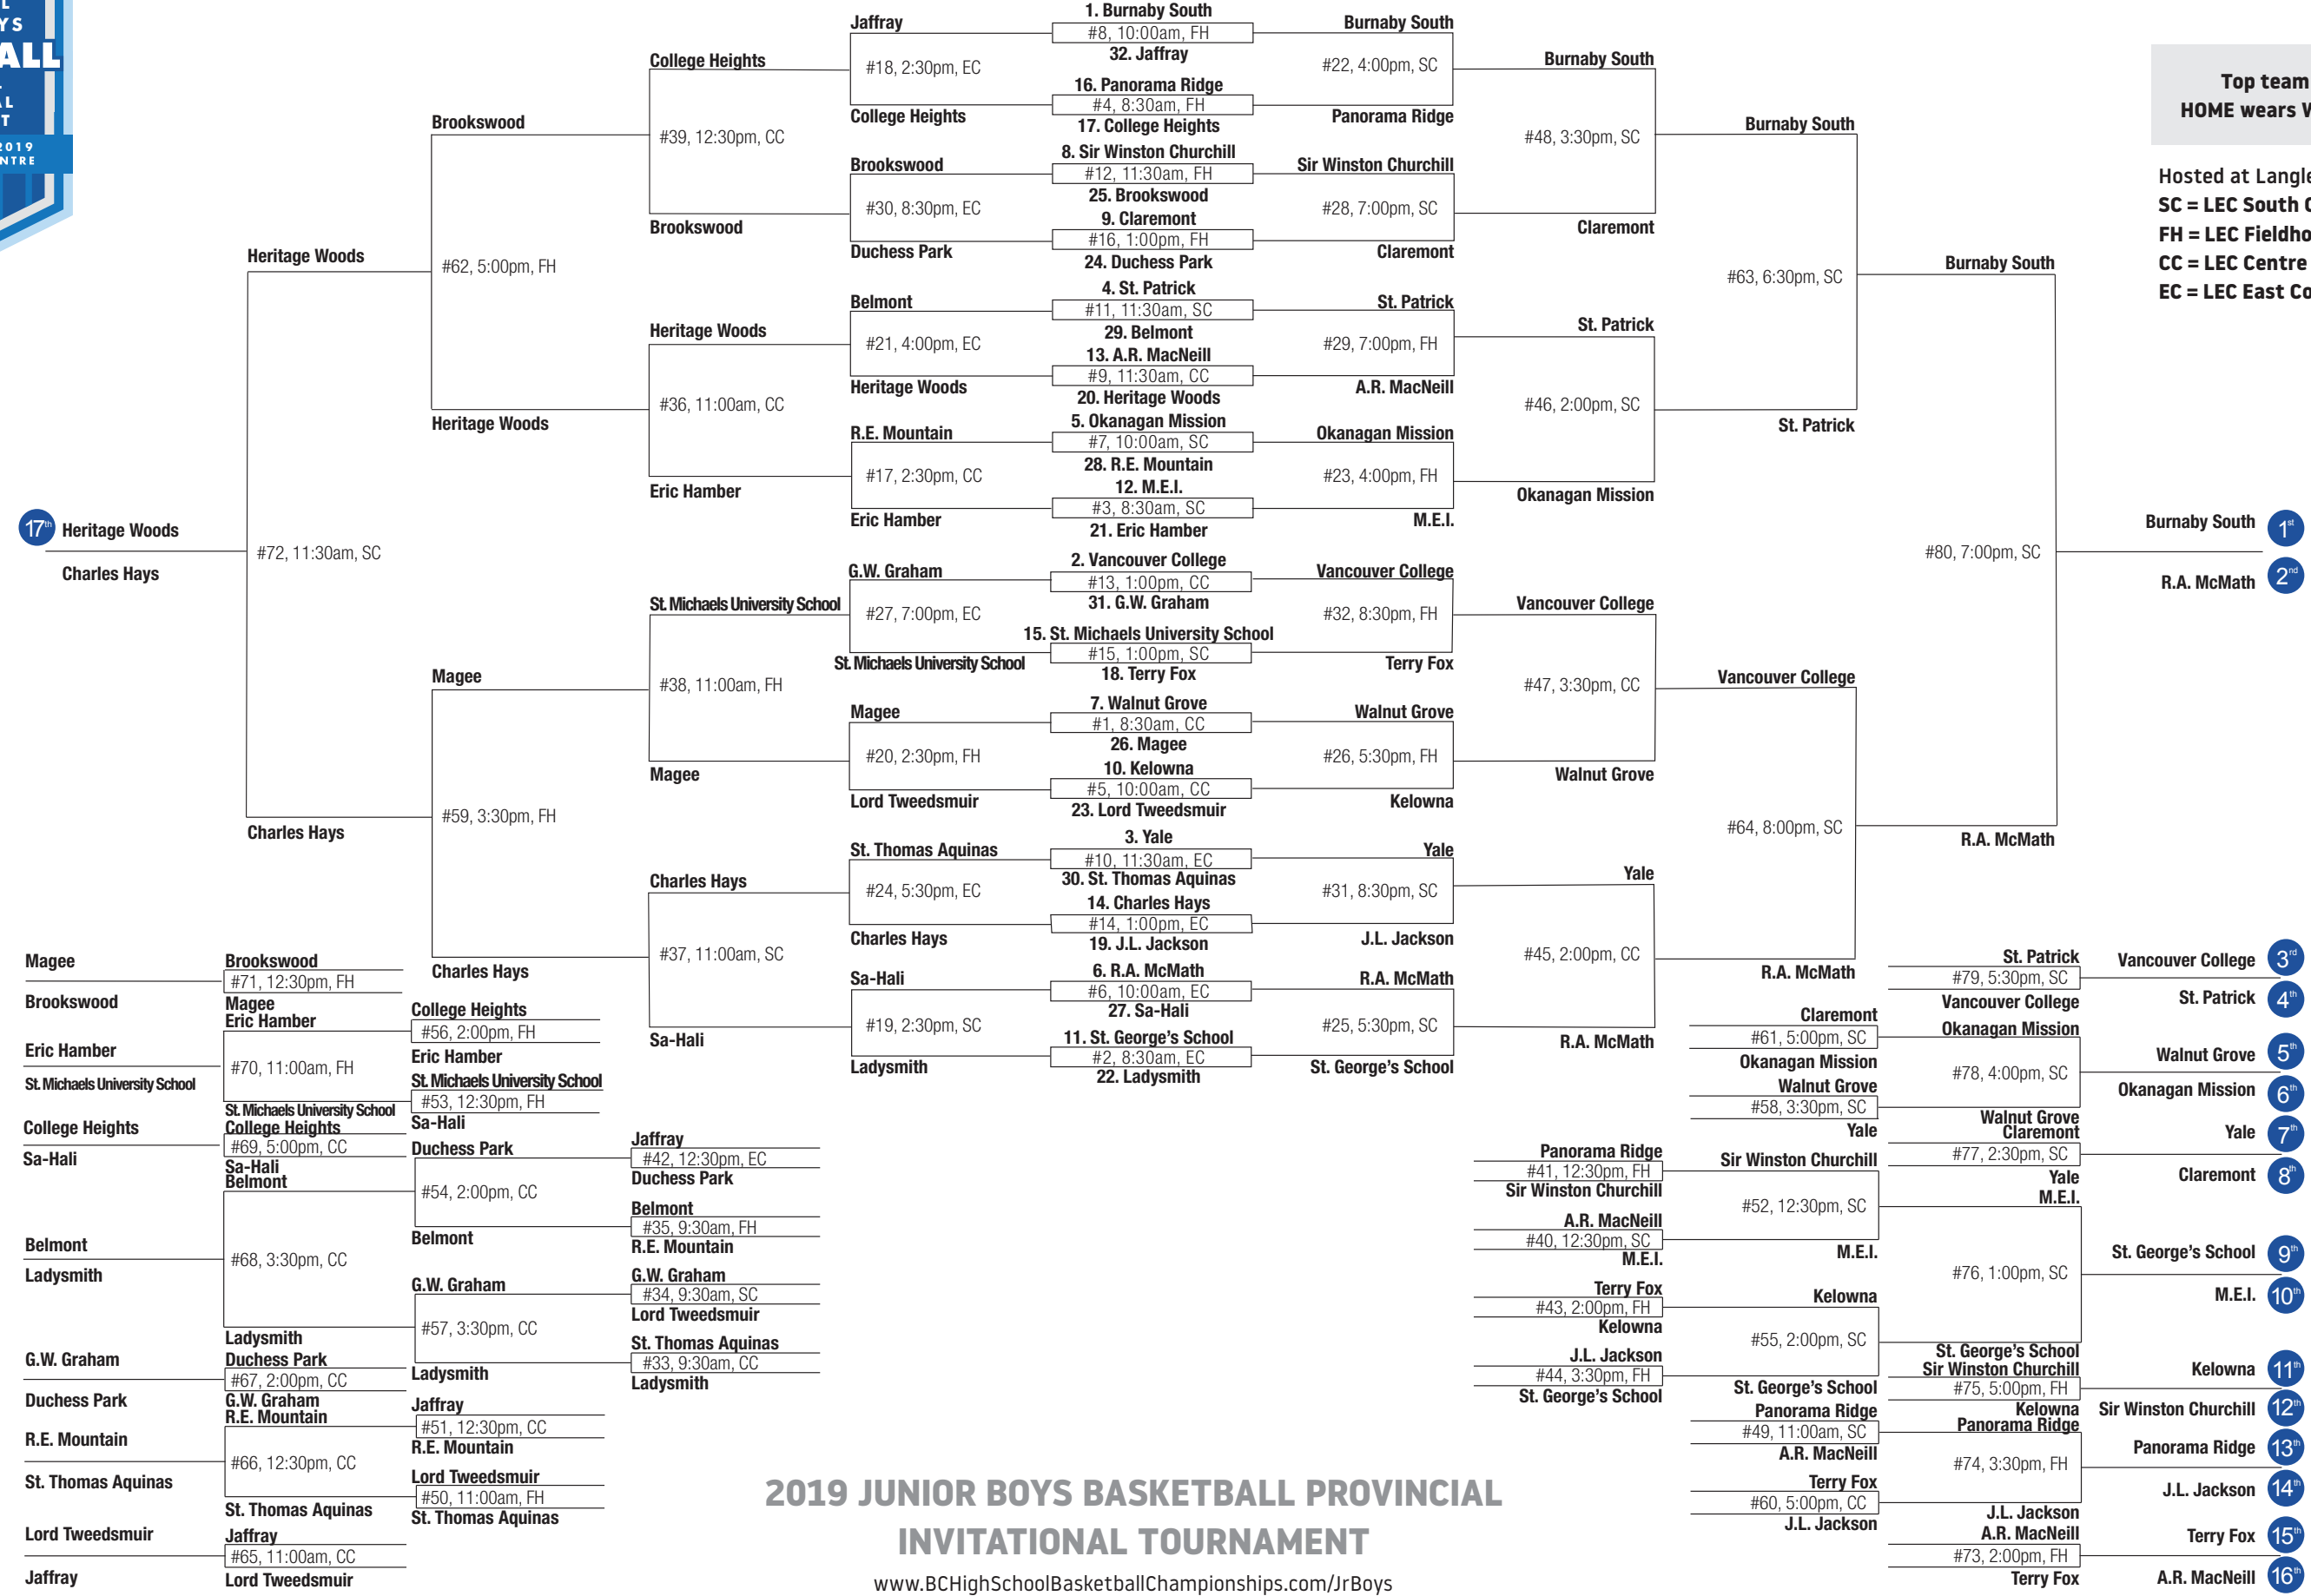 L
YS
ALL
L
T
2019
NTRE
Top team
HOME wears W
Hosted at Langle
SC = LEC South C
FH = LEC Fieldho
CC = LEC Centre
EC = LEC East Co
17th Heritage Woods
Charles Hays
Heritage Woods
#72, 11:30am, SC
Charles Hays
Brookswood
#62, 5:00pm, FH
Heritage Woods
Magee
#59, 3:30pm, FH
Charles Hays
College Heights
#39, 12:30pm, CC
Brookswood
Heritage Woods
#36, 11:00am, CC
Eric Hamber
St. Michaels University School
#38, 11:00am, FH
Magee
Charles Hays
#37, 11:00am, SC
Sa-Hali
Jaffray
#18, 2:30pm, EC
College Heights
Brookswood
#30, 8:30pm, EC
Duchess Park
Belmont
#21, 4:00pm, EC
Heritage Woods
R.E. Mountain
#17, 2:30pm, CC
Eric Hamber
G.W. Graham
#27, 7:00pm, EC
St. Michaels University School
Magee
#20, 2:30pm, FH
Lord Tweedsmuir
St. Thomas Aquinas
#24, 5:30pm, EC
Charles Hays
Sa-Hali
#19, 2:30pm, SC
Ladysmith
1. Burnaby South
#8, 10:00am, FH
32. Jaffray
16. Panorama Ridge
#4, 8:30am, FH
17. College Heights
8. Sir Winston Churchill
#12, 11:30am, FH
25. Brookswood
9. Claremont
#16, 1:00pm, FH
24. Duchess Park
4. St. Patrick
#11, 11:30am, SC
29. Belmont
13. A.R. MacNeill
#9, 11:30am, CC
20. Heritage Woods
5. Okanagan Mission
#7, 10:00am, SC
28. R.E. Mountain
12. M.E.I.
#3, 8:30am, SC
21. Eric Hamber
2. Vancouver College
#13, 1:00pm, CC
31. G.W. Graham
15. St. Michaels University School
#15, 1:00pm, SC
18. Terry Fox
7. Walnut Grove
#1, 8:30am, CC
26. Magee
10. Kelowna
#5, 10:00am, CC
23. Lord Tweedsmuir
3. Yale
#10, 11:30am, EC
30. St. Thomas Aquinas
14. Charles Hays
#14, 1:00pm, EC
19. J.L. Jackson
6. R.A. McMath
#6, 10:00am, EC
27. Sa-Hali
11. St. George's School
#2, 8:30am, EC
22. Ladysmith
Burnaby South
#22, 4:00pm, SC
Panorama Ridge
Sir Winston Churchill
#28, 7:00pm, SC
Claremont
St. Patrick
#29, 7:00pm, FH
A.R. MacNeill
Okanagan Mission
#23, 4:00pm, FH
M.E.I.
Vancouver College
#32, 8:30pm, FH
Terry Fox
Walnut Grove
#26, 5:30pm, FH
Kelowna
Yale
#31, 8:30pm, SC
J.L. Jackson
R.A. McMath
#25, 5:30pm, SC
St. George's School
Burnaby South
#48, 3:30pm, SC
Claremont
St. Patrick
#46, 2:00pm, SC
Okanagan Mission
Vancouver College
#47, 3:30pm, CC
Walnut Grove
Yale
#45, 2:00pm, CC
R.A. McMath
Burnaby South
#63, 6:30pm, SC
St. Patrick
Vancouver College
#64, 8:00pm, SC
R.A. McMath
Burnaby South
#80, 7:00pm, SC
R.A. McMath
Burnaby South 1st
R.A. McMath 2nd
Magee
Brookswood
Brookswood
#71, 12:30pm, FH
Magee
Eric Hamber
St. Michaels University School
Eric Hamber
#70, 11:00am, FH
St. Michaels University School
College Heights
#56, 2:00pm, FH
Eric Hamber
St. Michaels University School
#53, 12:30pm, FH
Sa-Hali
College Heights
Sa-Hali
College Heights
#69, 5:00pm, CC
Sa-Hali
Belmont
Ladysmith
Belmont
#68, 3:30pm, CC
Ladysmith
Duchess Park
#54, 2:00pm, CC
Belmont
G.W. Graham
#57, 3:30pm, CC
Ladysmith
Jaffray
#42, 12:30pm, EC
Duchess Park
Belmont
#35, 9:30am, FH
R.E. Mountain
G.W. Graham
#34, 9:30am, SC
Lord Tweedsmuir
St. Thomas Aquinas
#33, 9:30am, CC
Ladysmith
G.W. Graham
Duchess Park
Duchess Park
#67, 2:00pm, CC
G.W. Graham
R.E. Mountain
St. Thomas Aquinas
R.E. Mountain
#66, 12:30pm, CC
St. Thomas Aquinas
Jaffray
#51, 12:30pm, CC
R.E. Mountain
Lord Tweedsmuir
#50, 11:00am, FH
St. Thomas Aquinas
Lord Tweedsmuir
Jaffray
Jaffray
#65, 11:00am, CC
Lord Tweedsmuir
St. Patrick
#79, 5:30pm, SC
Vancouver College
Vancouver College 3rd
St. Patrick 4th
Claremont
#61, 5:00pm, SC
Okanagan Mission
Walnut Grove
#58, 3:30pm, SC
Yale
Okanagan Mission
#78, 4:00pm, SC
Walnut Grove
Walnut Grove 5th
Okanagan Mission 6th
Claremont
#77, 2:30pm, SC
Yale
Yale 7th
Claremont 8th
Panorama Ridge
#41, 12:30pm, FH
Sir Winston Churchill
A.R. MacNeill
#40, 12:30pm, SC
M.E.I.
Terry Fox
#43, 2:00pm, FH
Kelowna
J.L. Jackson
#44, 3:30pm, FH
St. George's School
Sir Winston Churchill
#52, 12:30pm, SC
M.E.I.
Kelowna
#55, 2:00pm, SC
St. George's School
M.E.I.
#76, 1:00pm, SC
St. George's School
St. George's School 9th
M.E.I. 10th
Sir Winston Churchill
#75, 5:00pm, FH
Kelowna
Kelowna 11th
Sir Winston Churchill 12th
Panorama Ridge
#49, 11:00am, SC
A.R. MacNeill
Terry Fox
#60, 5:00pm, CC
J.L. Jackson
Panorama Ridge
#74, 3:30pm, FH
J.L. Jackson
Panorama Ridge 13th
J.L. Jackson 14th
A.R. MacNeill
#73, 2:00pm, FH
Terry Fox
Terry Fox 15th
A.R. MacNeill 16th
2019 JUNIOR BOYS BASKETBALL PROVINCIAL
INVITATIONAL TOURNAMENT
www.BCHighSchoolBasketballChampionships.com/JrBoys